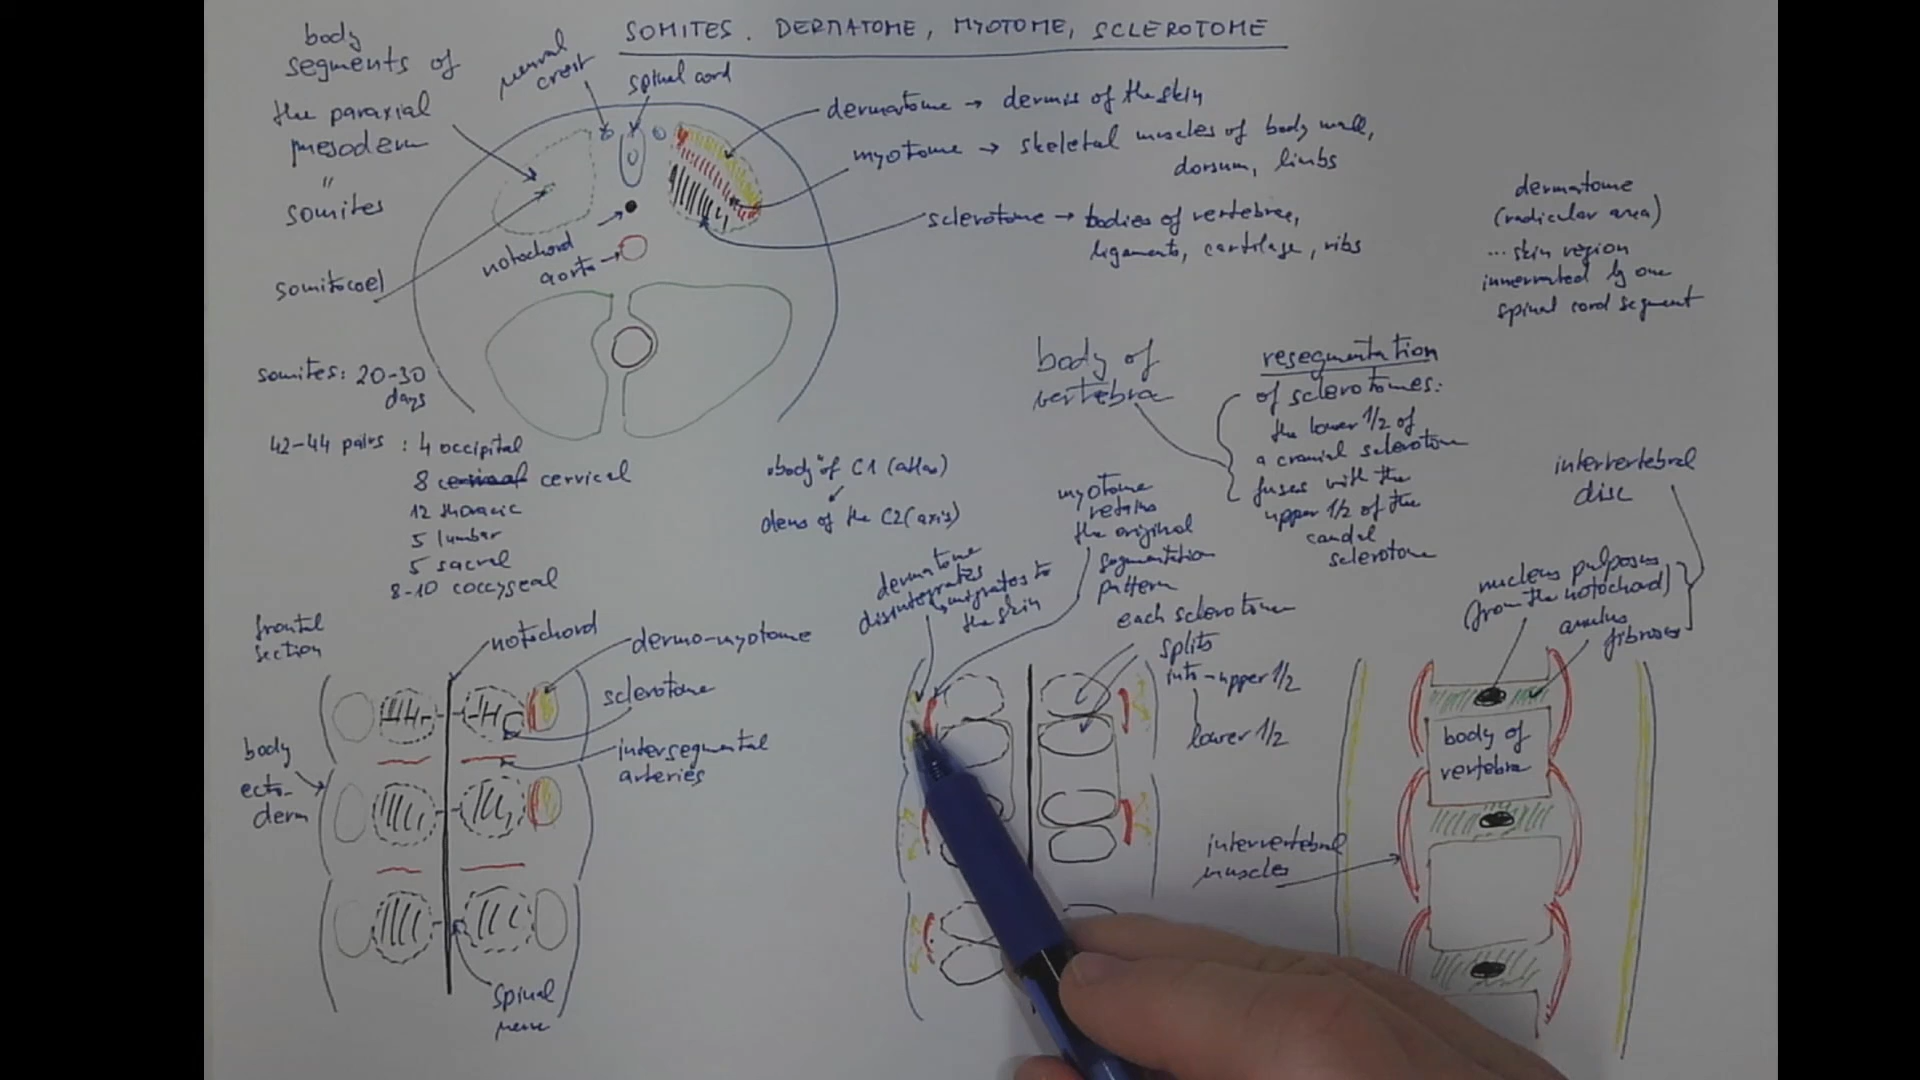 SOMITES. DERMATOME, MYOTOME, SCLEROTOME
body
segments of
the paraxial
mesoderm
"
somites
neural
crest
spinal cord
somitocoel
notochord
aorta
dermatome → dermis of the skin
myotome → skeletal muscles of body wall,
dorsum, limbs
sclerotome → bodies of vertebrae,
ligaments, cartilage, ribs
dermatome
(radicular area)
... skin region
innervated by one
spinal cord segment
somites: 20-30
days
42-44 pairs : 4 occipital
8 cervical
12 thoracic
5 lumbar
5 sacral
8-10 coccygeal
"body" of C1 (atlas)
dens of the C2 (axis)
body of
vertebra
resegmentation
of sclerotomes:
the lower 1/2 of
a cranial sclerotome
fuses with the
upper 1/2 of the
caudal
sclerotome
frontal
section
notochord
dermo-myotome
sclerotome
intersegmental
arteries
body
ecto-
derm
spinal
nerve
dermatome
disintegrates
migrates to
the skin
myotome
retains
the original
segmentation
pattern
each sclerotome
splits
into - upper 1/2
lower 1/2
intervertebral
disc
nucleus pulposus
(from the notochord)
anulus
fibrosus
body of
vertebra
intervertebral
muscles